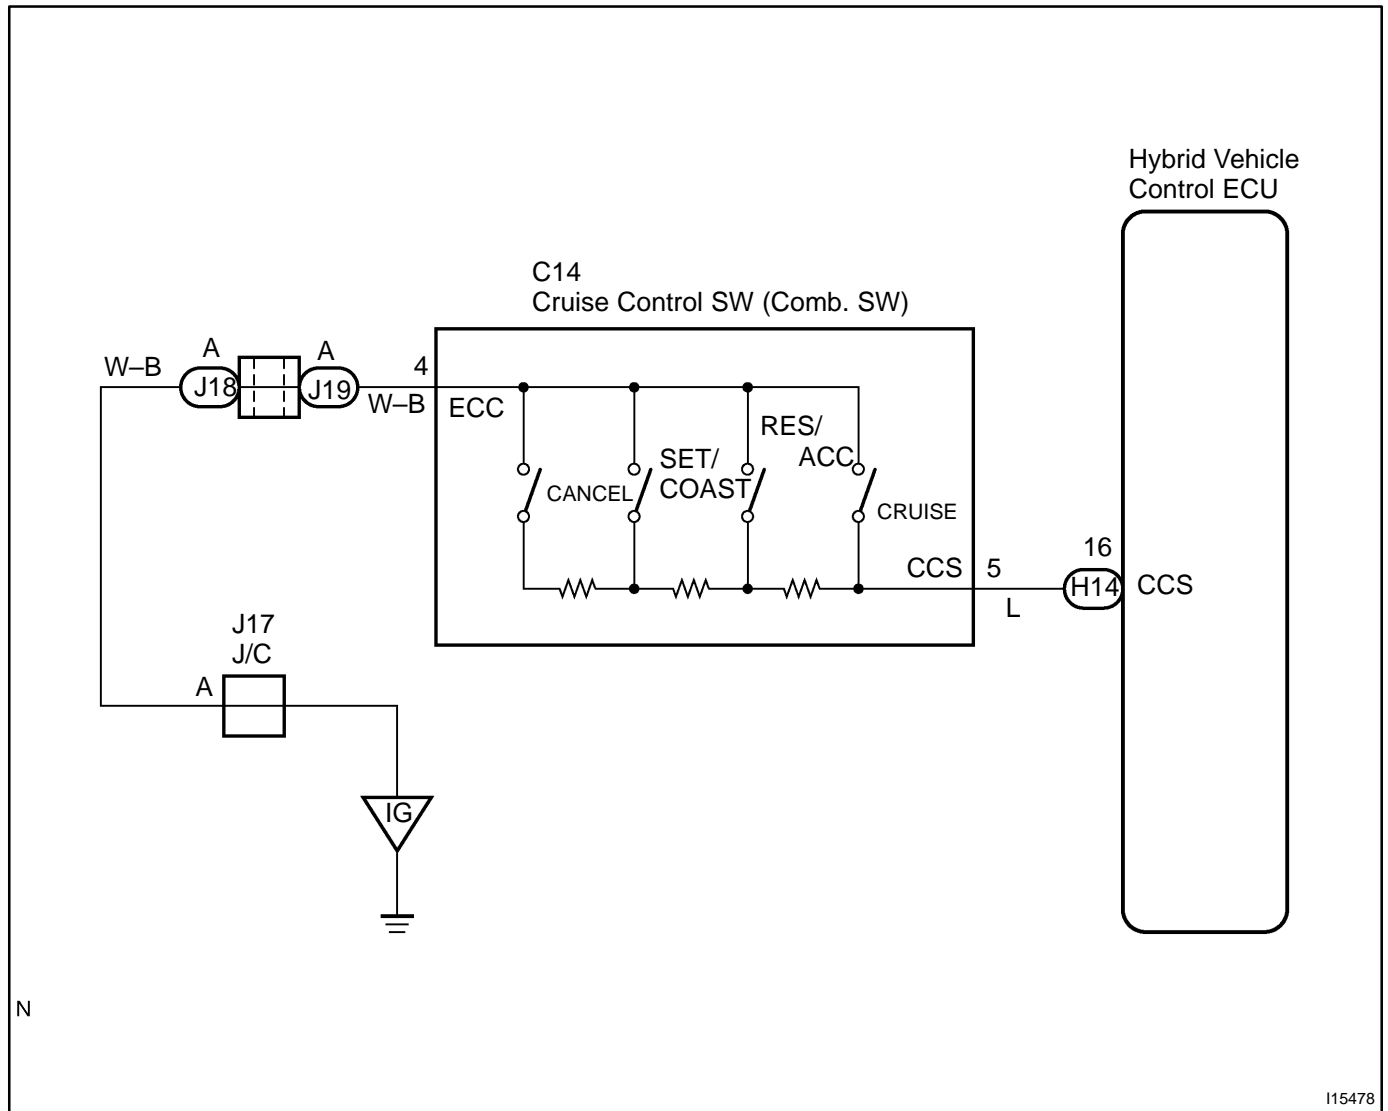 Hybrid Vehicle
Control ECU
C14
Cruise Control SW (Comb. SW)
W–B
A
J18
A
J19
4
W–B
ECC
CANCEL
SET/
COAST
RES/
ACC
CRUISE
CCS
5
L
16
H14
CCS
J17
J/C
A
IG
N
I15478